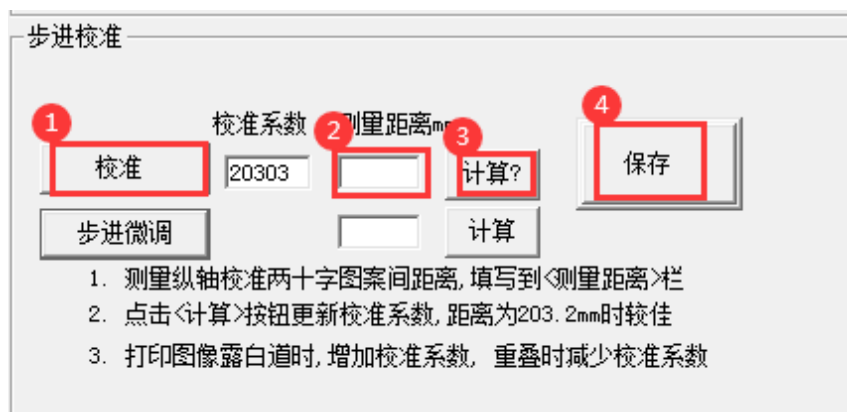 步进校准
1
校准系数
2
测量距离mm
3
4
校准
20303
计算?
保存
步进微调
计算
1. 测量纵轴校准两十字图案间距离,填写到<测量距离>栏
2. 点击<计算>按钮更新校准系数,距离为203.2mm时较佳
3. 打印图像露白道时,增加校准系数, 重叠时减少校准系数